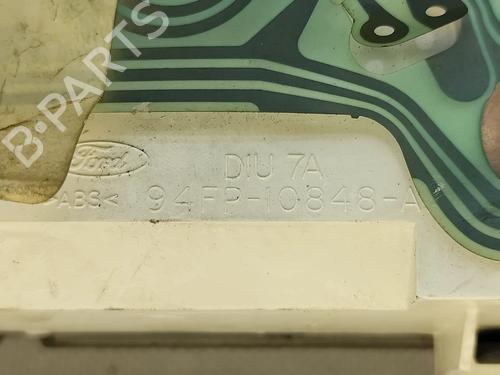 B-PARTS
Ford
DIU 7A
>ABS<
94FP-10848-A